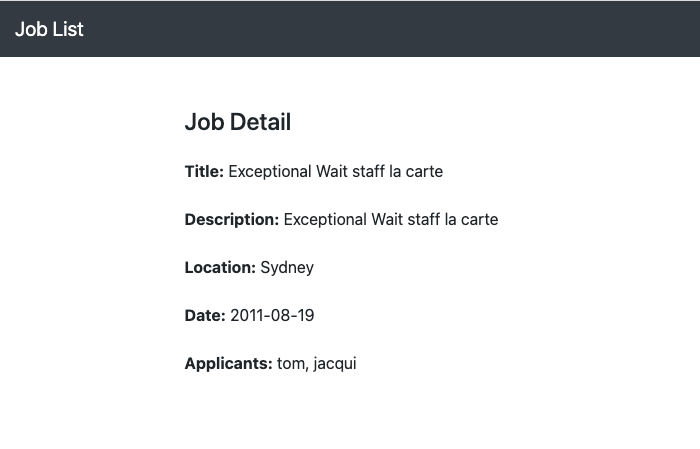 Job List
Job Detail
Title: Exceptional Wait staff la carte
Description: Exceptional Wait staff la carte
Location: Sydney
Date: 2011-08-19
Applicants: tom, jacqui